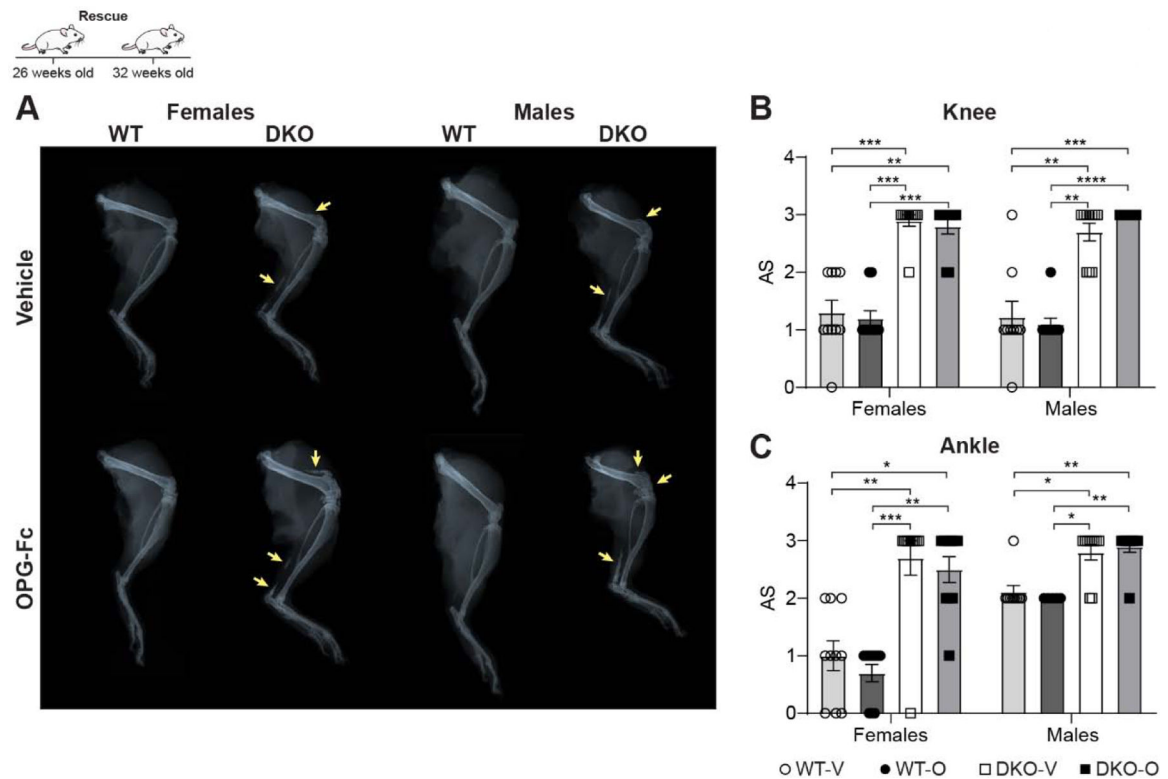 Rescue
26 weeks old 32 weeks old
A
Females Males
WT DKO WT DKO
Vehicle
OPG-Fc
B
Knee
*** ***
** **
*** ****
*** **
4
3
2
1
0
AS
Females Males
C
Ankle
* **
** *
** **
*** *
4
3
2
1
0
AS
Females Males
WT-V WT-O DKO-V DKO-O